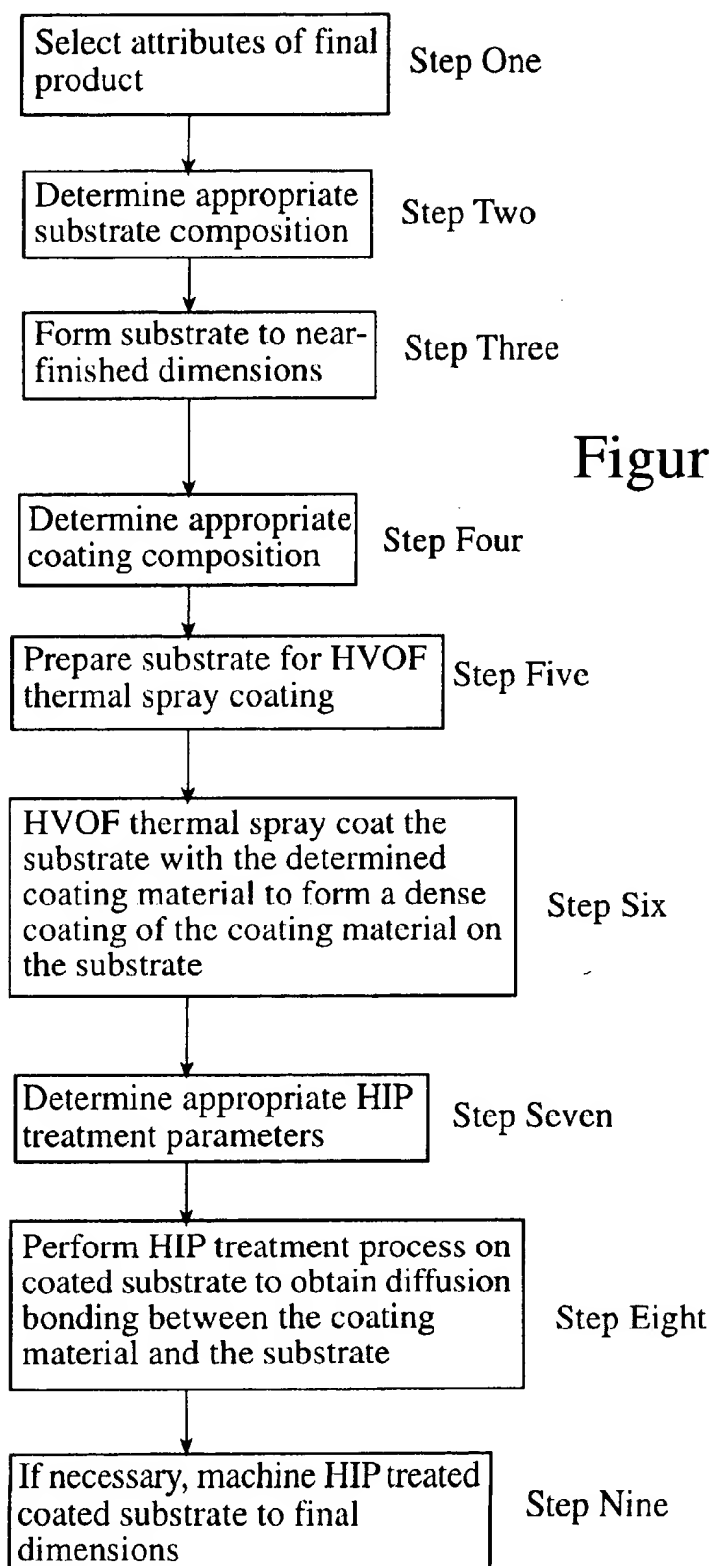 Select attributes of final
product
Step One
Determine appropriate
substrate composition
Step Two
Form substrate to near-
finished dimensions
Step Three
Figur
Determine appropriate
coating composition
Step Four
Prepare substrate for HVOF
thermal spray coating
Step Five
HVOF thermal spray coat the
substrate with the determined
coating material to form a dense
coating of the coating material on
the substrate
Step Six
Determine appropriate HIP
treatment parameters
Step Seven
Perform HIP treatment process on
coated substrate to obtain diffusion
bonding between the coating
material and the substrate
Step Eight
If necessary, machine HIP treated
coated substrate to final
dimensions
Step Nine